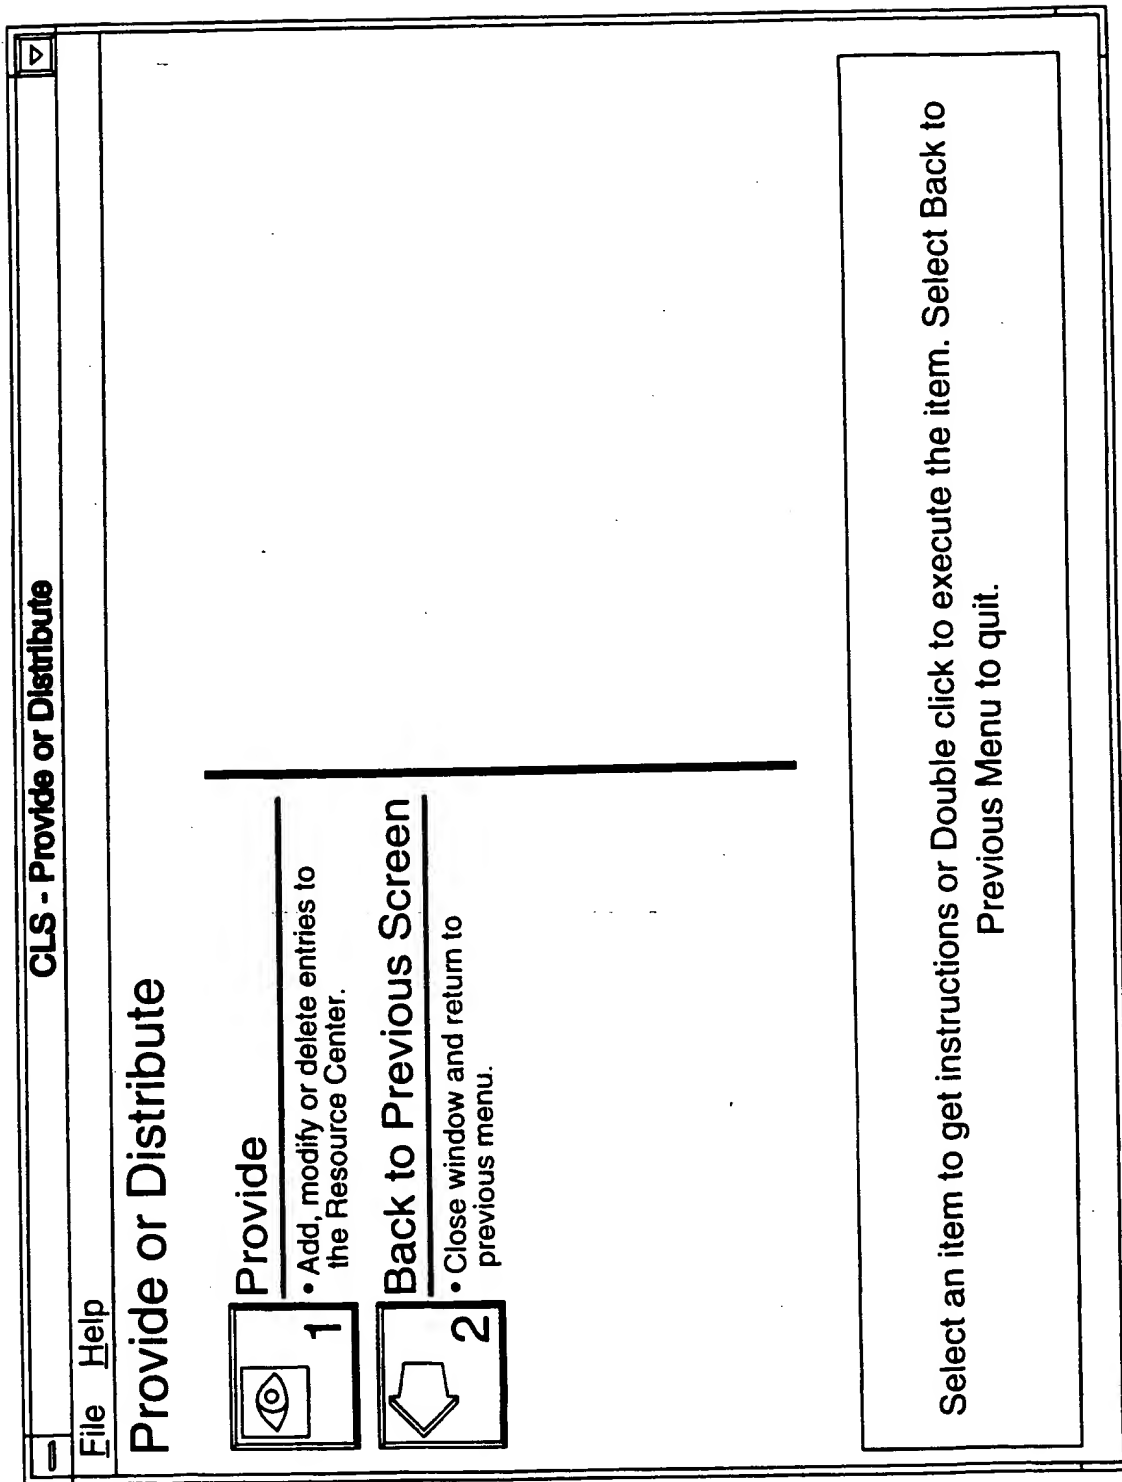 CLS - Provide or Distribute
File Help
Provide or Distribute
1
Provide
• Add, modify or delete entries to
the Resource Center.
2
Back to Previous Screen
• Close window and return to
previous menu.
Select an item to get instructions or Double click to execute the item. Select Back to
Previous Menu to quit.